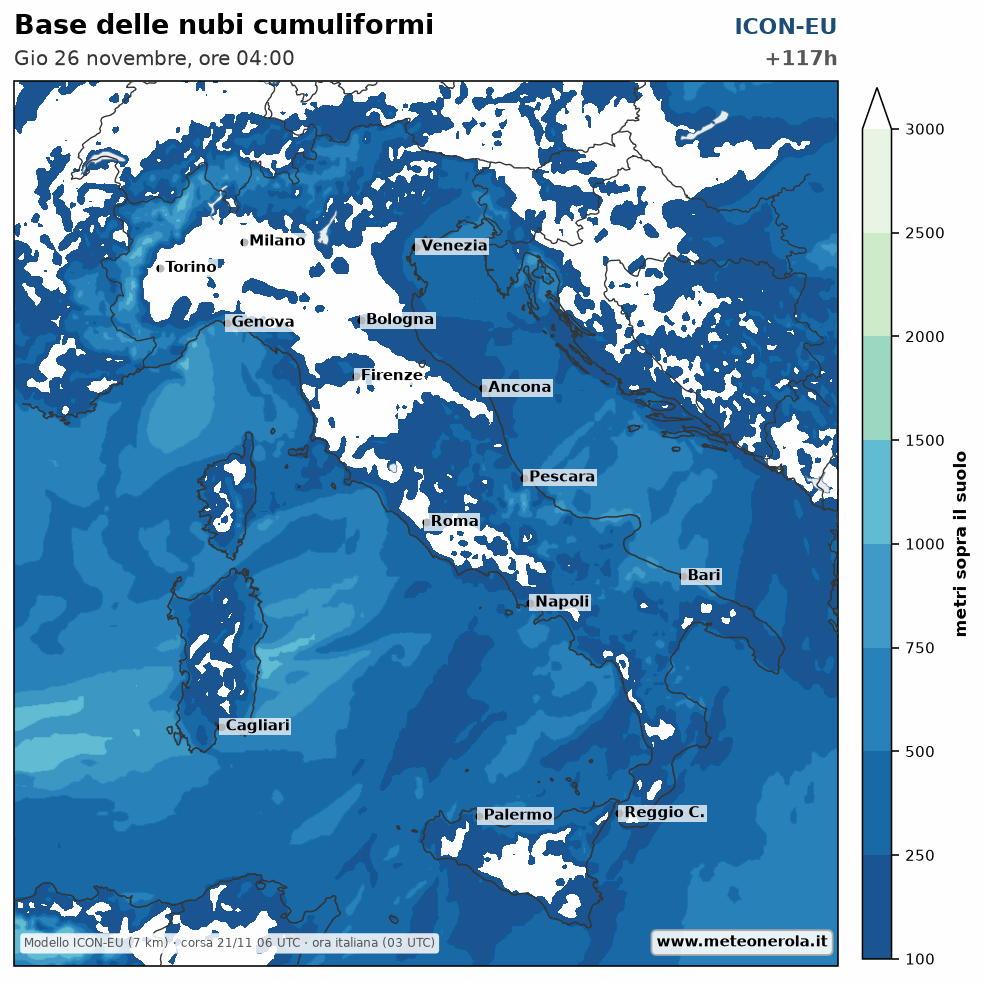 Base delle nubi cumuliformi
ICON-EU
Gio 26 novembre, ore 04:00
+117h
3000
2500
2000
1500
1000
750
500
250
100
metri sopra il suolo
Milano
Venezia
Torino
Genova
Bologna
Firenze
Ancona
Pescara
Roma
Bari
Napoli
Cagliari
Palermo
Reggio C.
Modello ICON-EU (7 km) · corsa 21/11 06 UTC · ora italiana (03 UTC)
www.meteonerola.it